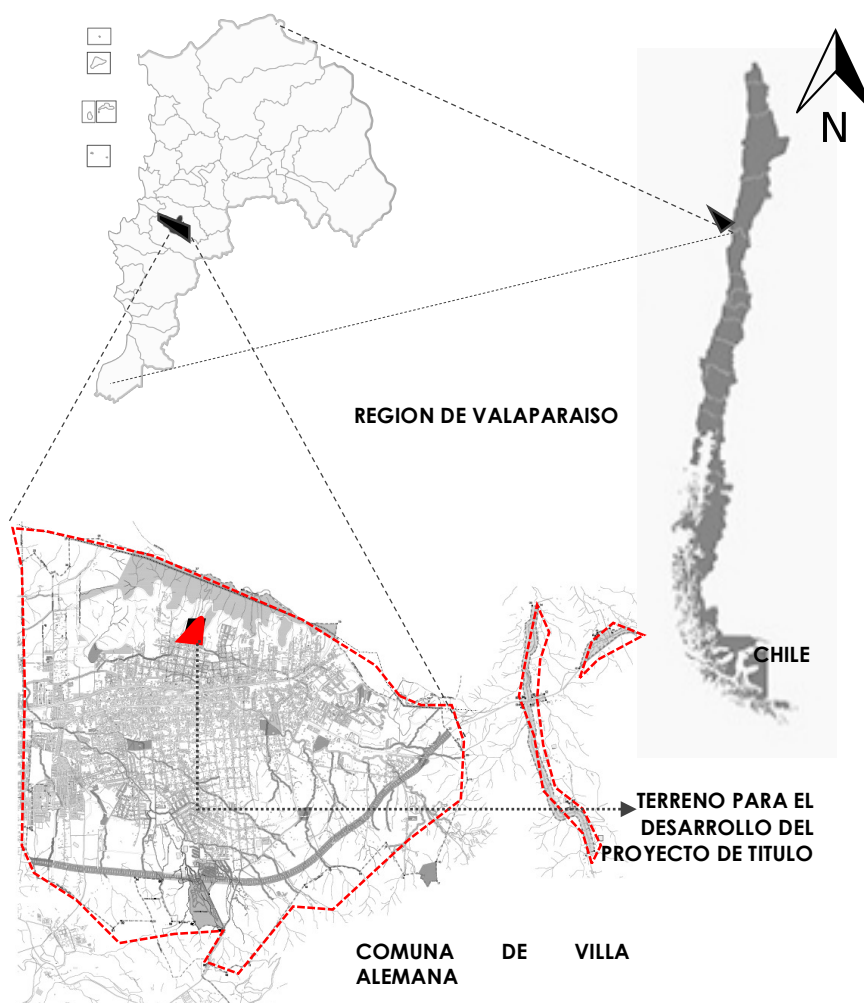 N
REGION DE VALAPARAISO
CHILE
TERRENO PARA EL
DESARROLLO DEL
PROYECTO DE TITULO
COMUNA DE VILLA
ALEMANA